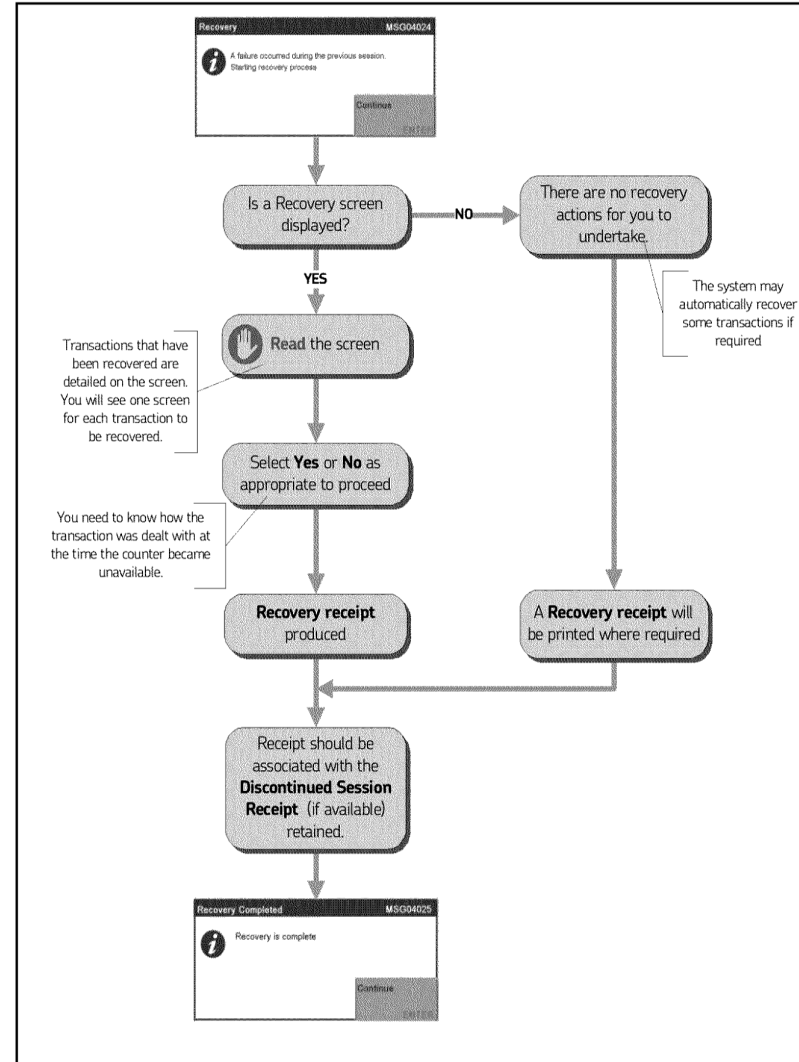 Recovery MSG04024
A failure occurred during the previous session.
Starting recovery process
Continue
ENTER
Is a Recovery screen
displayed?
NO
There are no recovery
actions for you to
undertake.
The system may
automatically recover
some transactions if
required
YES
Read the screen
Transactions that have
been recovered are
detailed on the screen.
You will see one screen
for each transaction to
be recovered.
Select Yes or No as
appropriate to proceed
You need to know how the
transaction was dealt with at
the time the counter became
unavailable.
Recovery receipt
produced
A Recovery receipt will
be printed where required
Receipt should be
associated with the
Discontinued Session
Receipt (if available)
retained.
Recovery Completed MSG04025
Recovery is complete
Continue
ENTER